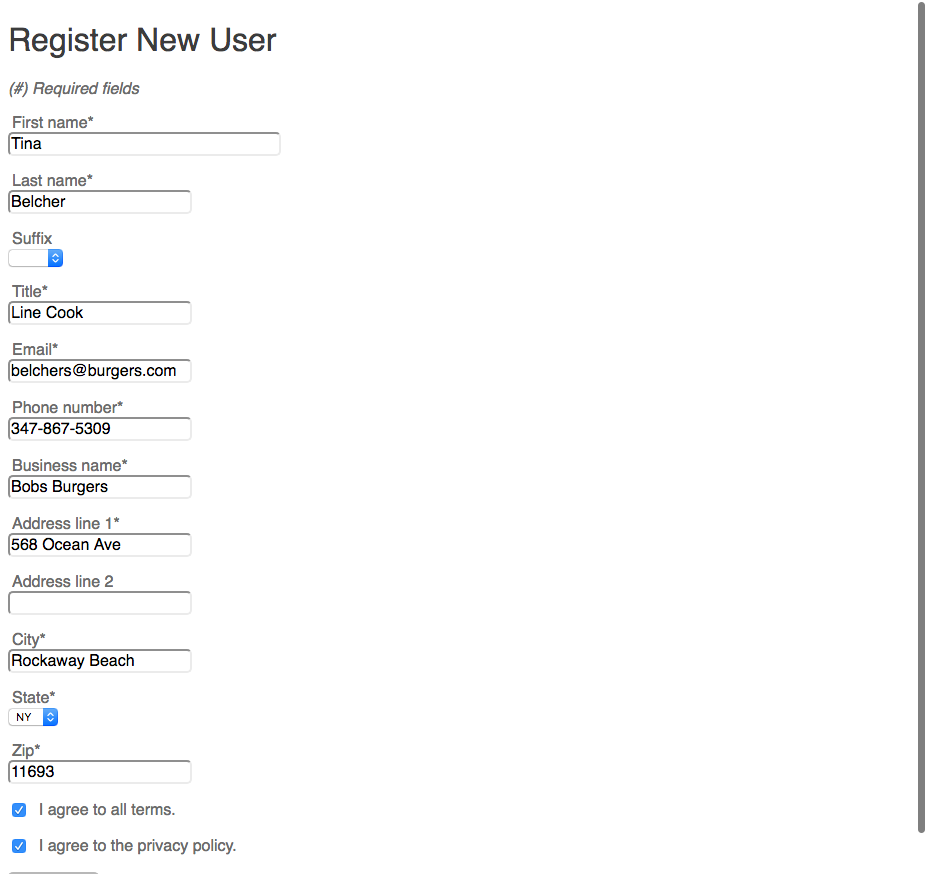 Register New User
(#) Required fields
First name*
Tina
Last name*
Belcher
Suffix
Title*
Line Cook
Email*
belchers@burgers.com
Phone number*
347-867-5309
Business name*
Bobs Burgers
Address line 1*
568 Ocean Ave
Address line 2
City*
Rockaway Beach
State*
NY
Zip*
11693
I agree to all terms.
I agree to the privacy policy.